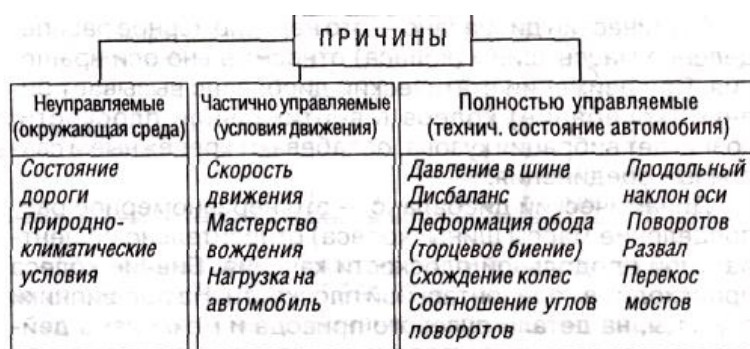 ПРИЧИНЫ
Неуправляемые
(окружающая среда)
Состояние
дороги
Природно-
климатические
условия
Частично управляемые
(условия движения)
Скорость
движения
Мастерство
вождения
Нагрузка на
автомобиль
Полностью управляемые
(технич. состояние автомобиля)
Давление в шине
Дисбаланс
Деформация обода
(торцевое биение)
Схождение колес
Соотношение углов
поворотов
Продольный
наклон оси
поворотов
Развал
Перекос
мостов